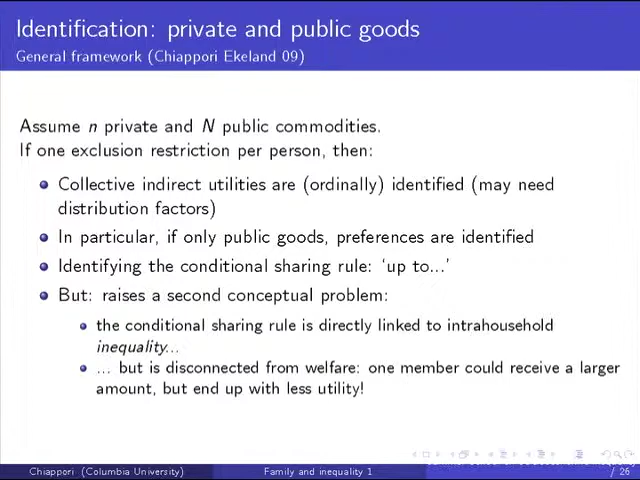 Identification: private and public goods
General framework (Chiappori Ekeland 09)
Assume n private and N public commodities.
If one exclusion restriction per person, then:
Collective indirect utilities are (ordinally) identified (may need
distribution factors)
In particular, if only public goods, preferences are identified
Identifying the conditional sharing rule: ‘up to...’
But: raises a second conceptual problem:
the conditional sharing rule is directly linked to intrahousehold
inequality...
... but is disconnected from welfare: one member could receive a larger
amount, but end up with less utility!
Chiappori (Columbia University)
Family and inequality 1
/ 26